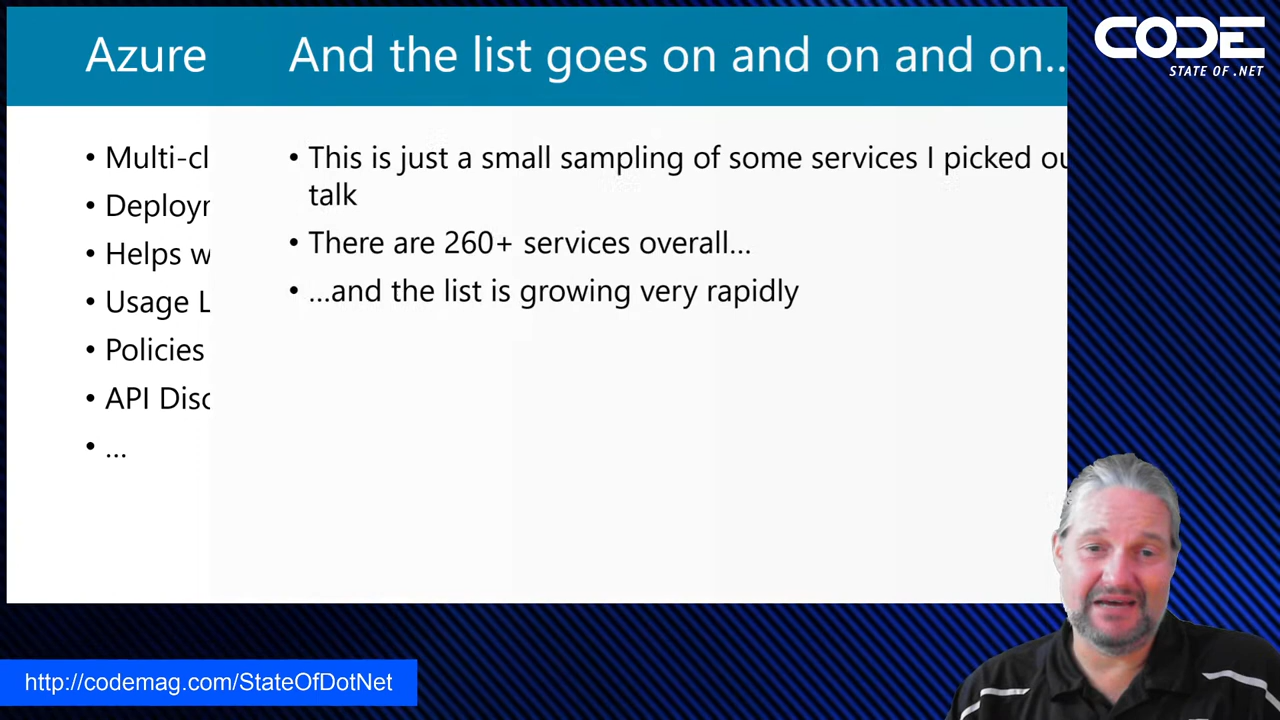 Azure
And the list goes on and on and on...
• Multi-cl
• Deployn
• Helps w
• Usage L
• Policies
• API Disc
• ...
• This is just a small sampling of some services I picked ou
talk
• There are 260+ services overall...
• ...and the list is growing very rapidly
CODE
STATE OF .NET
http://codemag.com/StateOfDotNet